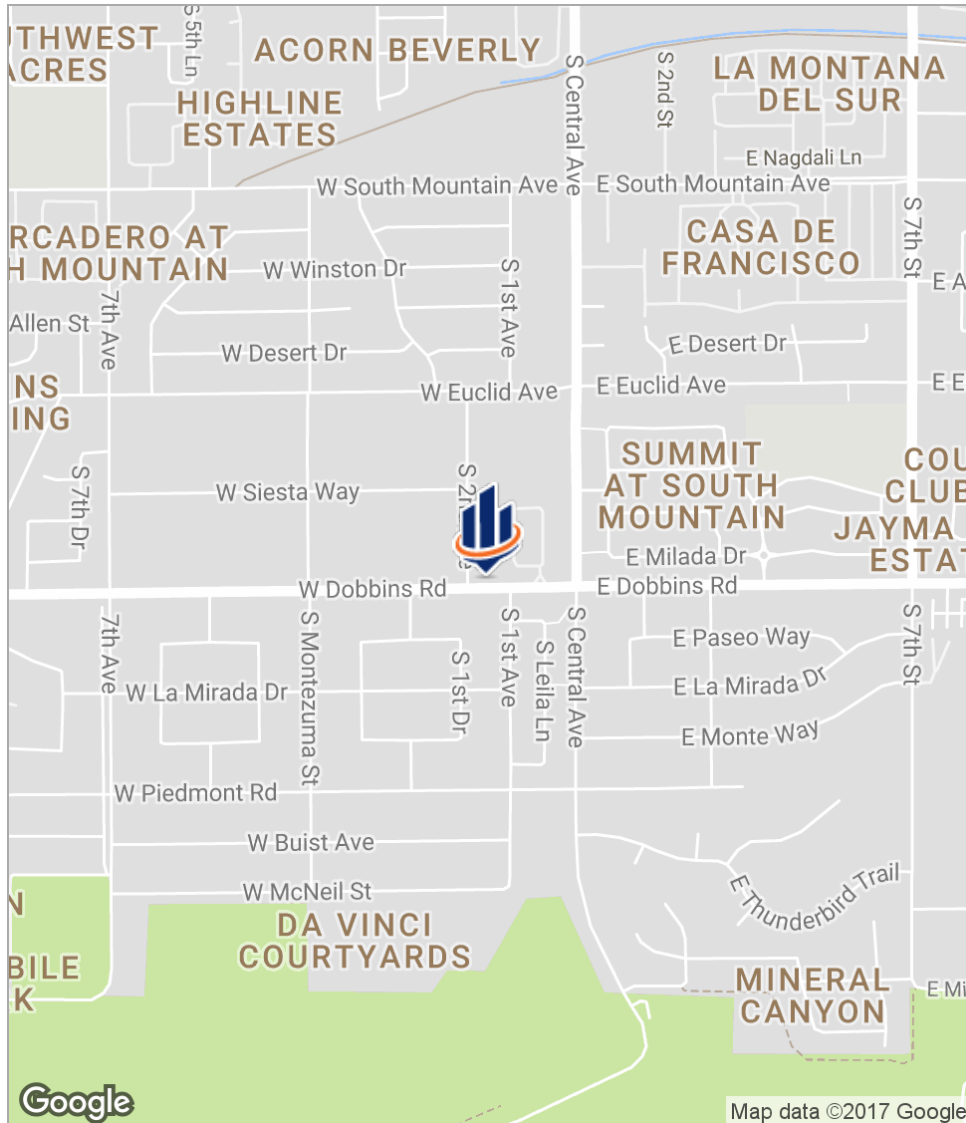 S 5th Ln
THWEST
ACRES
ACORN BEVERLY
S Central Ave
S 2nd St
LA MONTANA
DEL SUR
HIGHLINE
ESTATES
E Nagdali Ln
W South Mountain Ave
E South Mountain Ave
S 7th St
RCADERO AT
H MOUNTAIN
CASA DE
FRANCISCO
W Winston Dr
S 1st Ave
E A
Allen St
7th Ave
W Desert Dr
E Desert Dr
W Euclid Ave
E Euclid Ave
E E
NS
ING
SUMMIT
AT SOUTH
MOUNTAIN
COU
CLUB
S 7th Dr
W Siesta Way
S 2n
JAYMA
ESTAT
E Milada Dr
W Dobbins Rd
E Dobbins Rd
7th Ave
S Montezuma St
S 1st Dr
S 1st Ave
S Leila Ln
S Central Ave
E Paseo Way
S 7th St
W La Mirada Dr
E La Mirada Dr
E Monte Way
W Piedmont Rd
W Buist Ave
W McNeil St
E Thunderbird Trail
N
DA VINCI
COURTYARDS
BILE
K
MINERAL
CANYON
E Mi
Google
Map data ©2017 Google